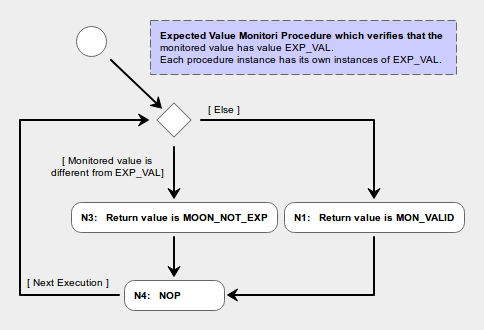 Expected Value Monitori Procedure which verifies that the
monitored value has value EXP_VAL.
Each procedure instance has its own instances of EXP_VAL.
[ Else ]
[ Monitored value is
different from EXP_VAL]
N3: Return value is MOON_NOT_EXP
N1: Return value is MON_VALID
[ Next Execution ]
N4: NOP